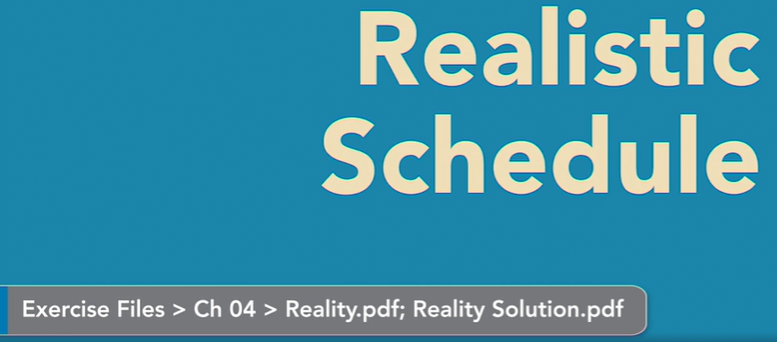 Realistic
Schedule
Exercise Files > Ch 04 > Reality.pdf; Reality Solution.pdf